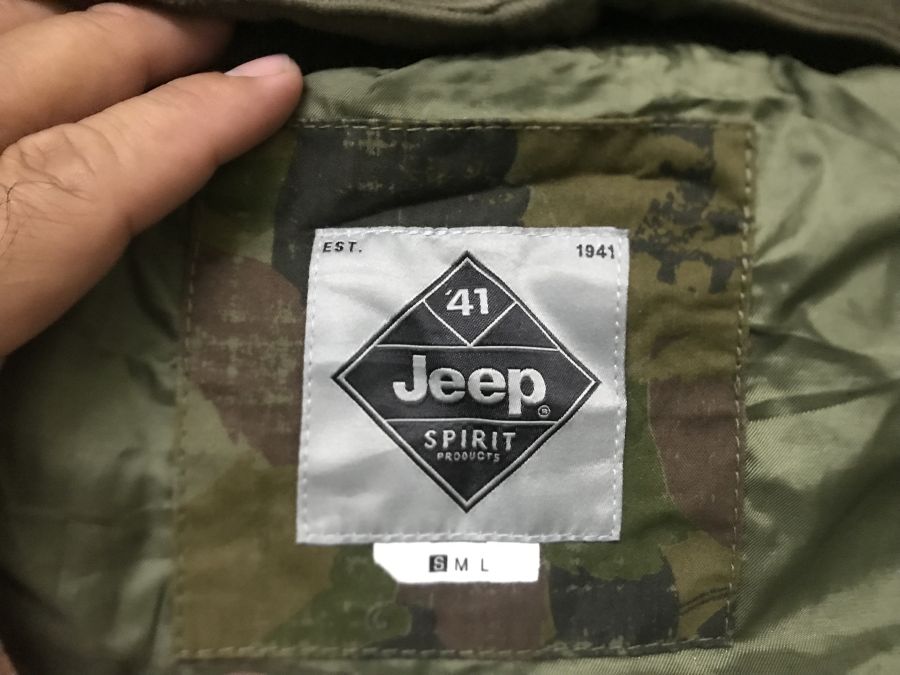 EST. 1941
'41
Jeep®
SPIRIT
PRODUCTS
S M L